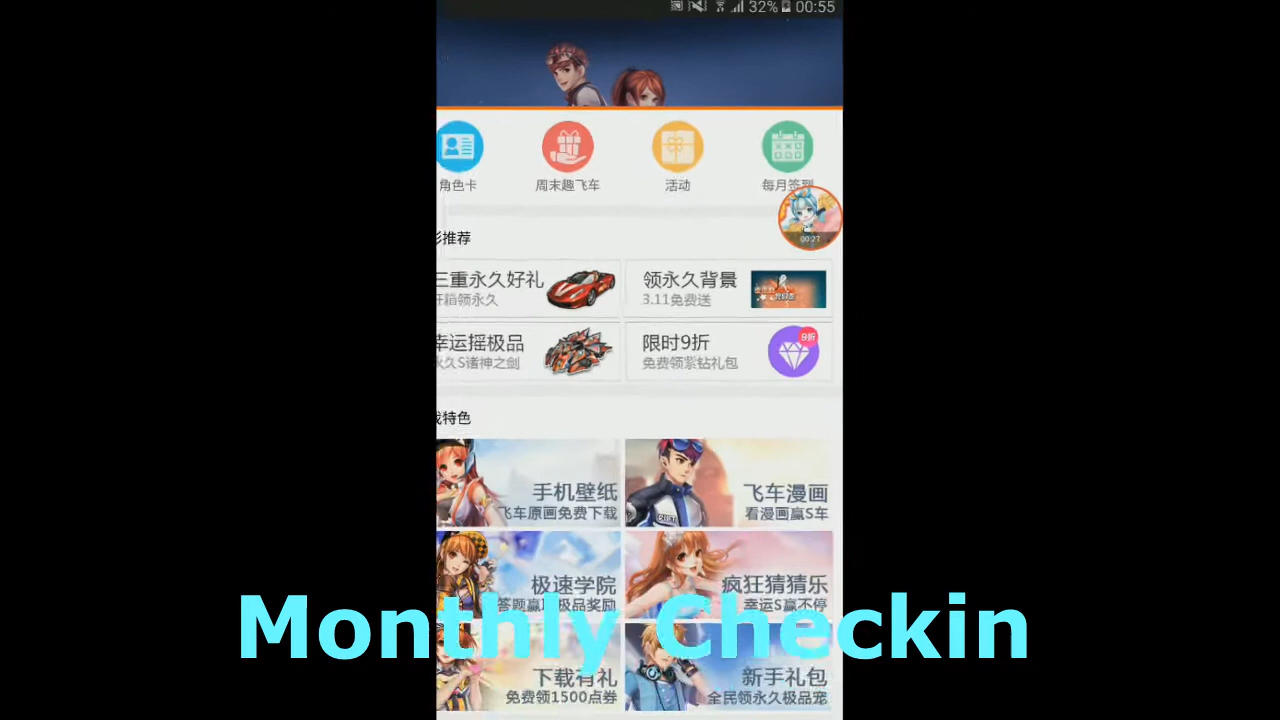 32% 00:55
角色卡
周末趣飞车
活动
每月签到
00:27
彩推荐
三重永久好礼
开箱领永久
领永久背景
3.11免费送
幸运摇极品
永久S诸神之剑
限时9折
免费领紫钻礼包
9折
戏特色
手机壁纸
飞车原画免费下载
飞车漫画
看漫画赢S车
极速学院
疯狂猜猜乐
幸运S赢不停
Monthly Checkin
下载有礼
免费领1500点券
新手礼包
全民领永久极品宠